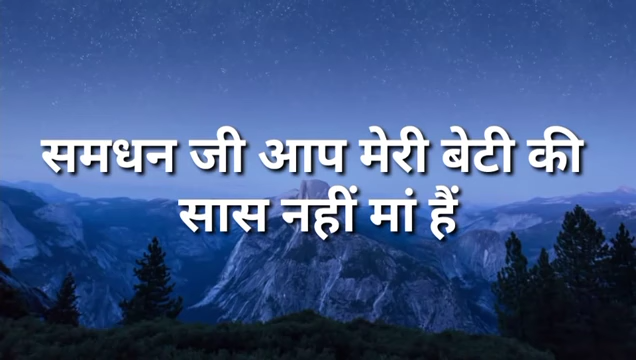 समधन जी आप मेरी बेटी की
सास नहीं मां हैं